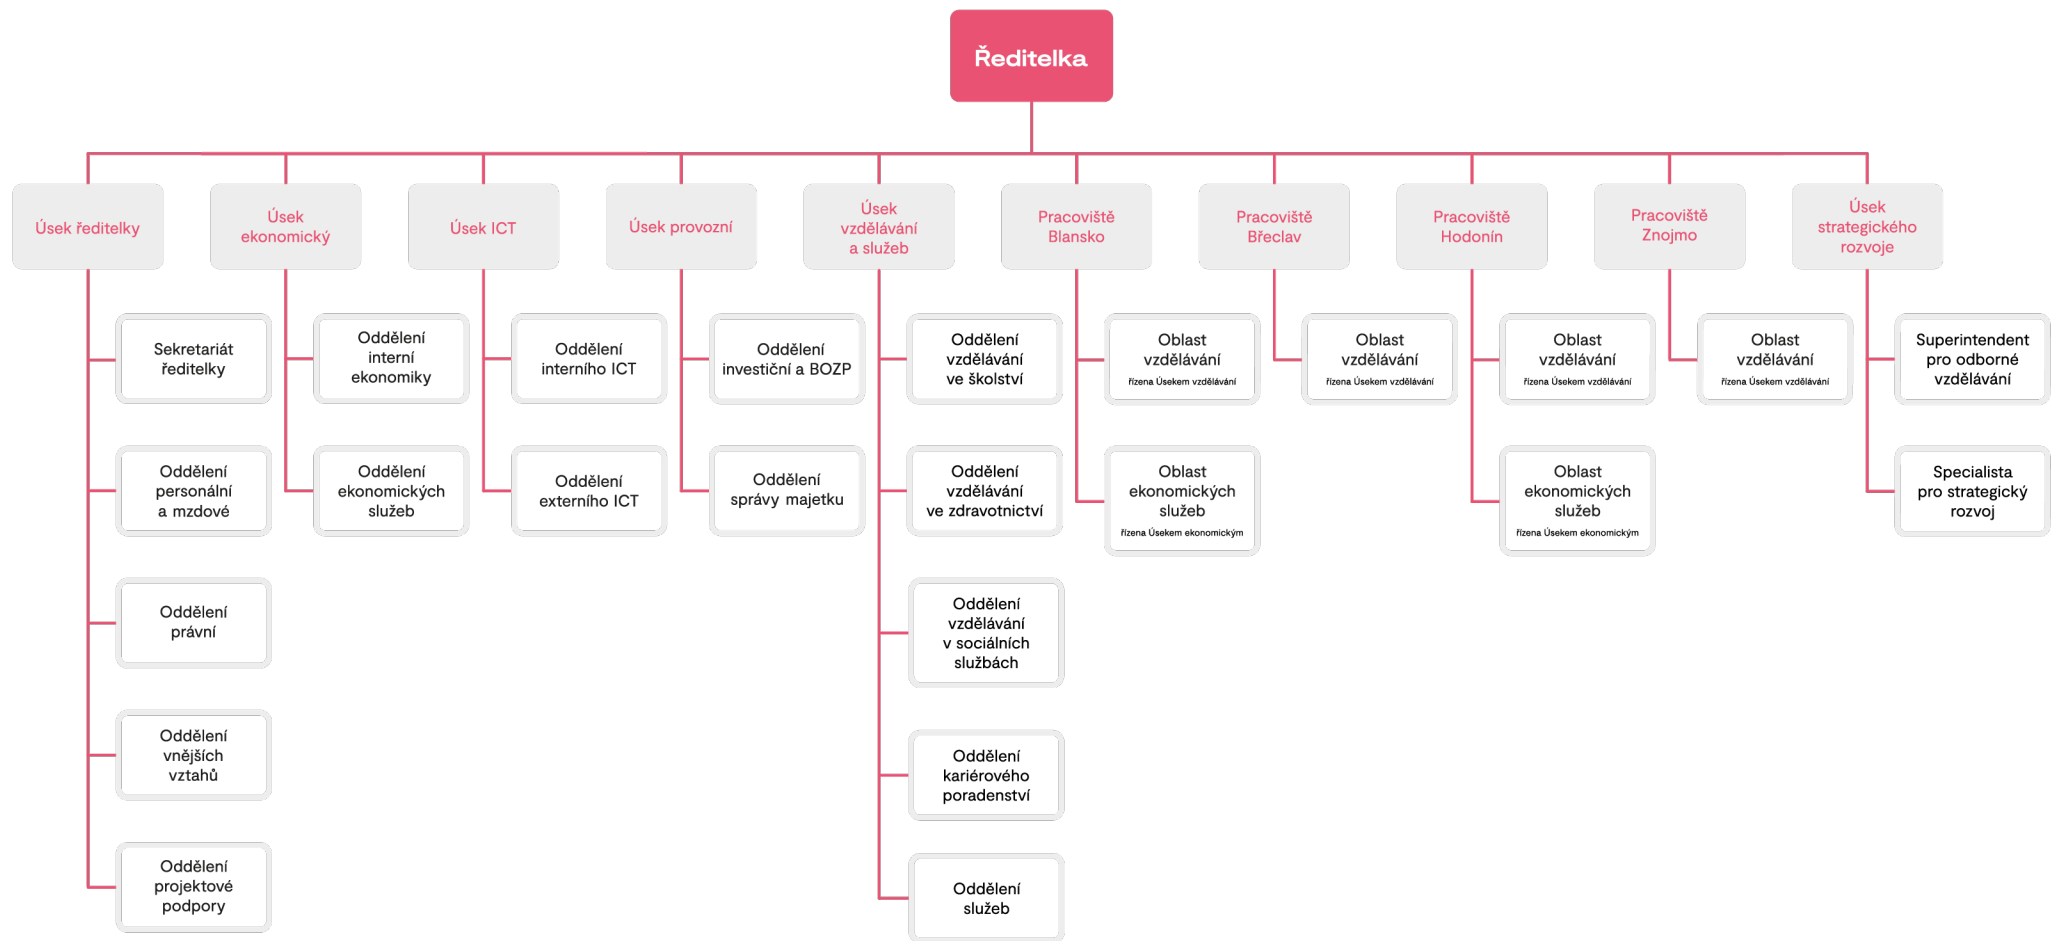 Ředitelka
Úsek ředitelky
Úsek
ekonomický
Úsek ICT
Úsek provozní
Úsek
vzdělávání
a služeb
Pracoviště
Blansko
Pracoviště
Břeclav
Pracoviště
Hodonín
Pracoviště
Znojmo
Úsek
strategického
rozvoje
Sekretariát
ředitelky
Oddělení
interní
ekonomiky
Oddělení
interního ICT
Oddělení
investiční a BOZP
Oddělení
vzdělávání
ve školství
Oblast
vzdělávání
řízena Úsekem vzdělávání
Oblast
vzdělávání
řízena Úsekem vzdělávání
Oblast
vzdělávání
řízena Úsekem vzdělávání
Oblast
vzdělávání
řízena Úsekem vzdělávání
Superintendent
pro odborné
vzdělávání
Oddělení
personální
a mzdové
Oddělení
ekonomických
služeb
Oddělení
externího ICT
Oddělení
správy majetku
Oddělení
vzdělávání
ve zdravotnictví
Oblast
ekonomických
služeb
řízena Úsekem ekonomickým
Oblast
ekonomických
služeb
řízena Úsekem ekonomickým
Specialista
pro strategický
rozvoj
Oddělení
právní
Oddělení
vzdělávání
v sociálních
službách
Oddělení
vnějších
vztahů
Oddělení
kariérového
poradenství
Oddělení
projektové
podpory
Oddělení
služeb